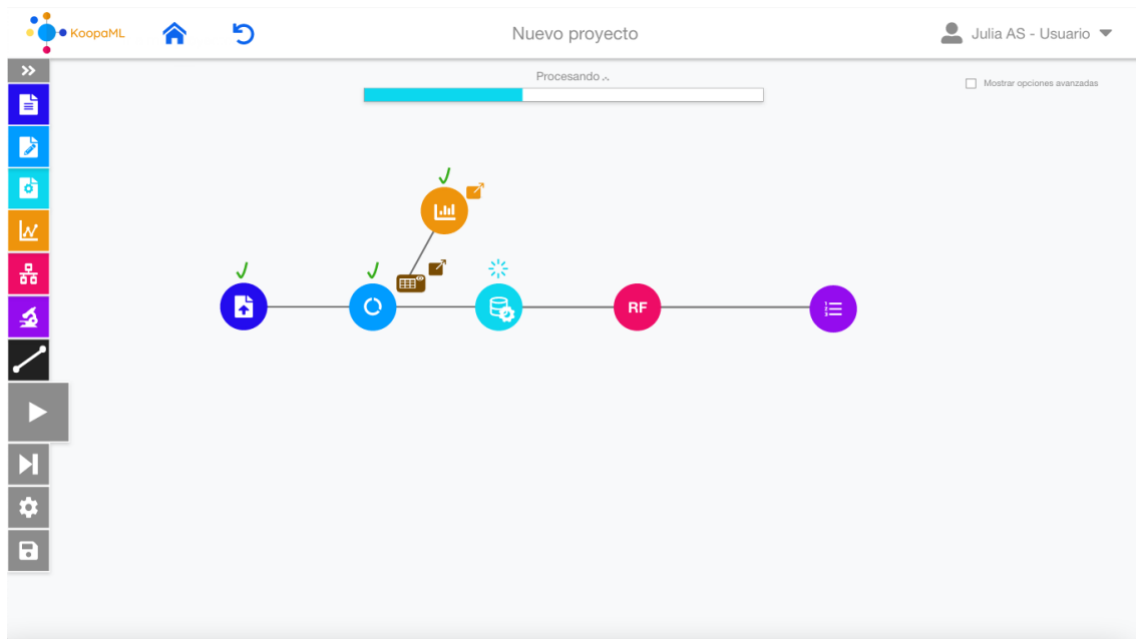 KoopaML
Nuevo proyecto
Julia AS - Usuario
Procesando
Mostrar opciones avanzadas
RF